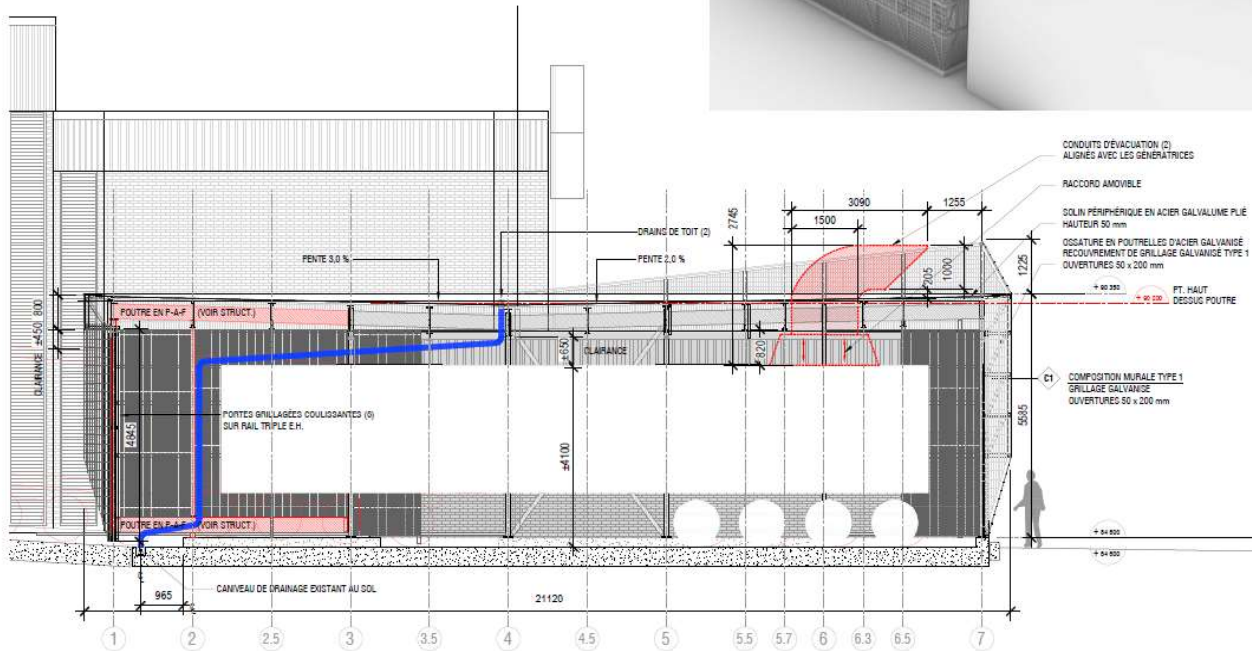 CONDUITS D'ÉVACUATION (2)
ALIGNÉS AVEC LES GÉNÉRATRICES
RACCORD AMOVIBLE
SOLIN PÉRIPHÉRIQUE EN ACIER GALVALUME PLIÉ
HAUTEUR 50 mm
OSSATURE EN POUTRELLES D'ACIER GALVANISÉ
RECOUVREMENT DE GRILLAGE GALVANISÉ TYPE 1
OUVERTURES 50 x 200 mm
3090
1255
1500
2745
DRAINS DE TOIT (2)
PENTE 3,0 %
PENTE 2,0 %
205
1000
1225
PT. HAUT
DESSUS POUTRE
POUTRE EN P-A-F (VOIR STRUCT.)
800
±450
CLAIRANCE
±650
CLAIRANCE
820
C1
COMPOSITION MURALE TYPE 1
GRILLAGE GALVANISÉ
OUVERTURES 50 x 200 mm
PORTES GRILLAGÉES COULISSANTES (6)
SUR RAIL TRIPLE E.H.
4845
±4100
5585
POUTRE EN P-A-F (VOIR STRUCT.)
CANIVEAU DE DRAINAGE EXISTANT AU SOL
965
21120
1 2 2.5 3 3.5 4 4.5 5 5.5 5.7 6 6.3 6.5 7